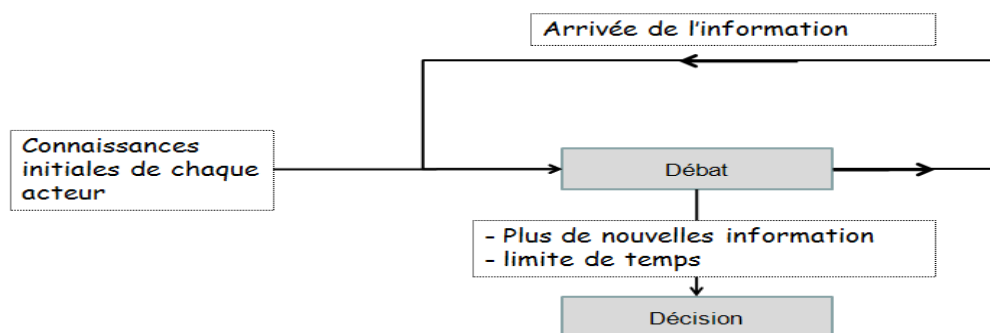 Arrivée de l'information
Connaissances
initiales de chaque
acteur
Débat
- Plus de nouvelles information
- limite de temps
Décision